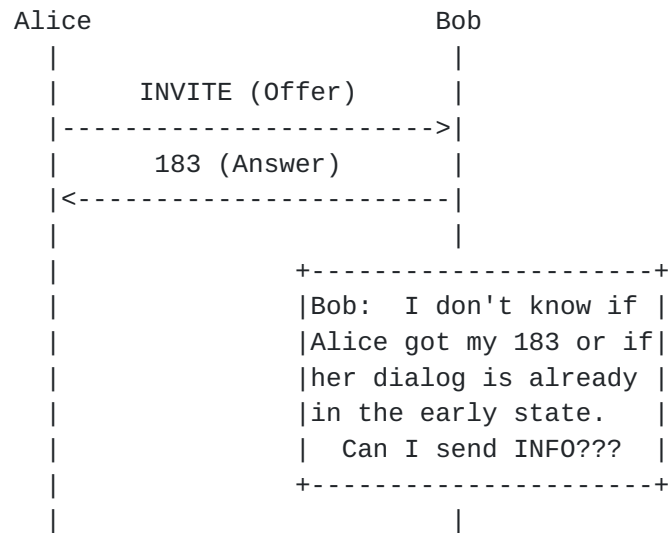 Alice Bob
INVITE (Offer)
183 (Answer)
Bob:  I don't know if
Alice got my 183 or if
her dialog is already
in the early state.
Can I send INFO???